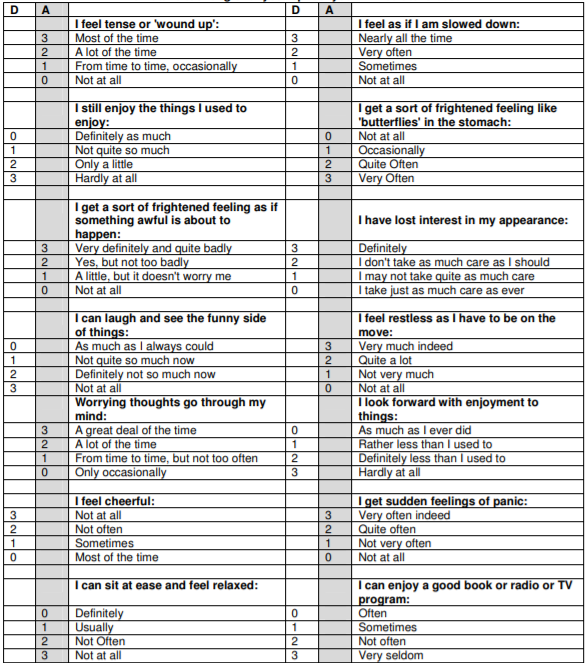 D A
I feel tense or 'wound up':
3 Most of the time
2 A lot of the time
1 From time to time, occasionally
0 Not at all
I still enjoy the things I used to
enjoy:
0 Definitely as much
1 Not quite so much
2 Only a little
3 Hardly at all
I get a sort of frightened feeling as if
something awful is about to
happen:
3 Very definitely and quite badly
2 Yes, but not too badly
1 A little, but it doesn't worry me
0 Not at all
I can laugh and see the funny side
of things:
0 As much as I always could
1 Not quite so much now
2 Definitely not so much now
3 Not at all
Worrying thoughts go through my
mind:
3 A great deal of the time
2 A lot of the time
1 From time to time, but not too often
0 Only occasionally
I feel cheerful:
3 Not at all
2 Not often
1 Sometimes
0 Most of the time
I can sit at ease and feel relaxed:
0 Definitely
1 Usually
2 Not Often
3 Not at all
D A
I feel as if I am slowed down:
3 Nearly all the time
2 Very often
1 Sometimes
0 Not at all
I get a sort of frightened feeling like
'butterflies' in the stomach:
0 Not at all
1 Occasionally
2 Quite Often
3 Very Often
I have lost interest in my appearance:
3 Definitely
2 I don't take as much care as I should
1 I may not take quite as much care
0 I take just as much care as ever
I feel restless as I have to be on the
move:
3 Very much indeed
2 Quite a lot
1 Not very much
0 Not at all
I look forward with enjoyment to
things:
0 As much as I ever did
1 Rather less than I used to
2 Definitely less than I used to
3 Hardly at all
I get sudden feelings of panic:
3 Very often indeed
2 Quite often
1 Not very often
0 Not at all
I can enjoy a good book or radio or TV
program:
0 Often
1 Sometimes
2 Not often
3 Very seldom